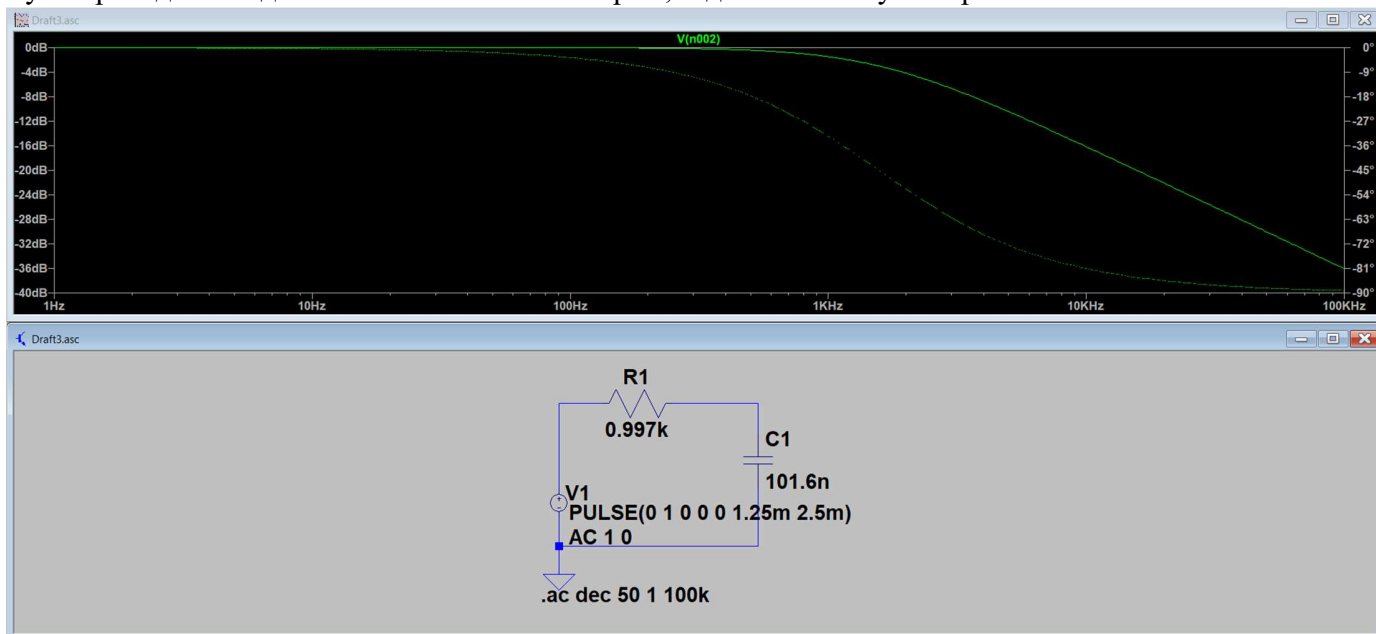 Draft3.asc
V(n002)
0dB
-4dB
-8dB
-12dB
-16dB
-20dB
-24dB
-28dB
-32dB
-36dB
-40dB
0°
-9°
-18°
-27°
-36°
-45°
-54°
-63°
-72°
-81°
-90°
1Hz 10Hz 100Hz 1KHz 10KHz 100KHz
Draft3.asc
R1
0.997k
C1
101.6n
V1
PULSE(0 1 0 0 0 1.25m 2.5m)
AC 1 0
.ac dec 50 1 100k